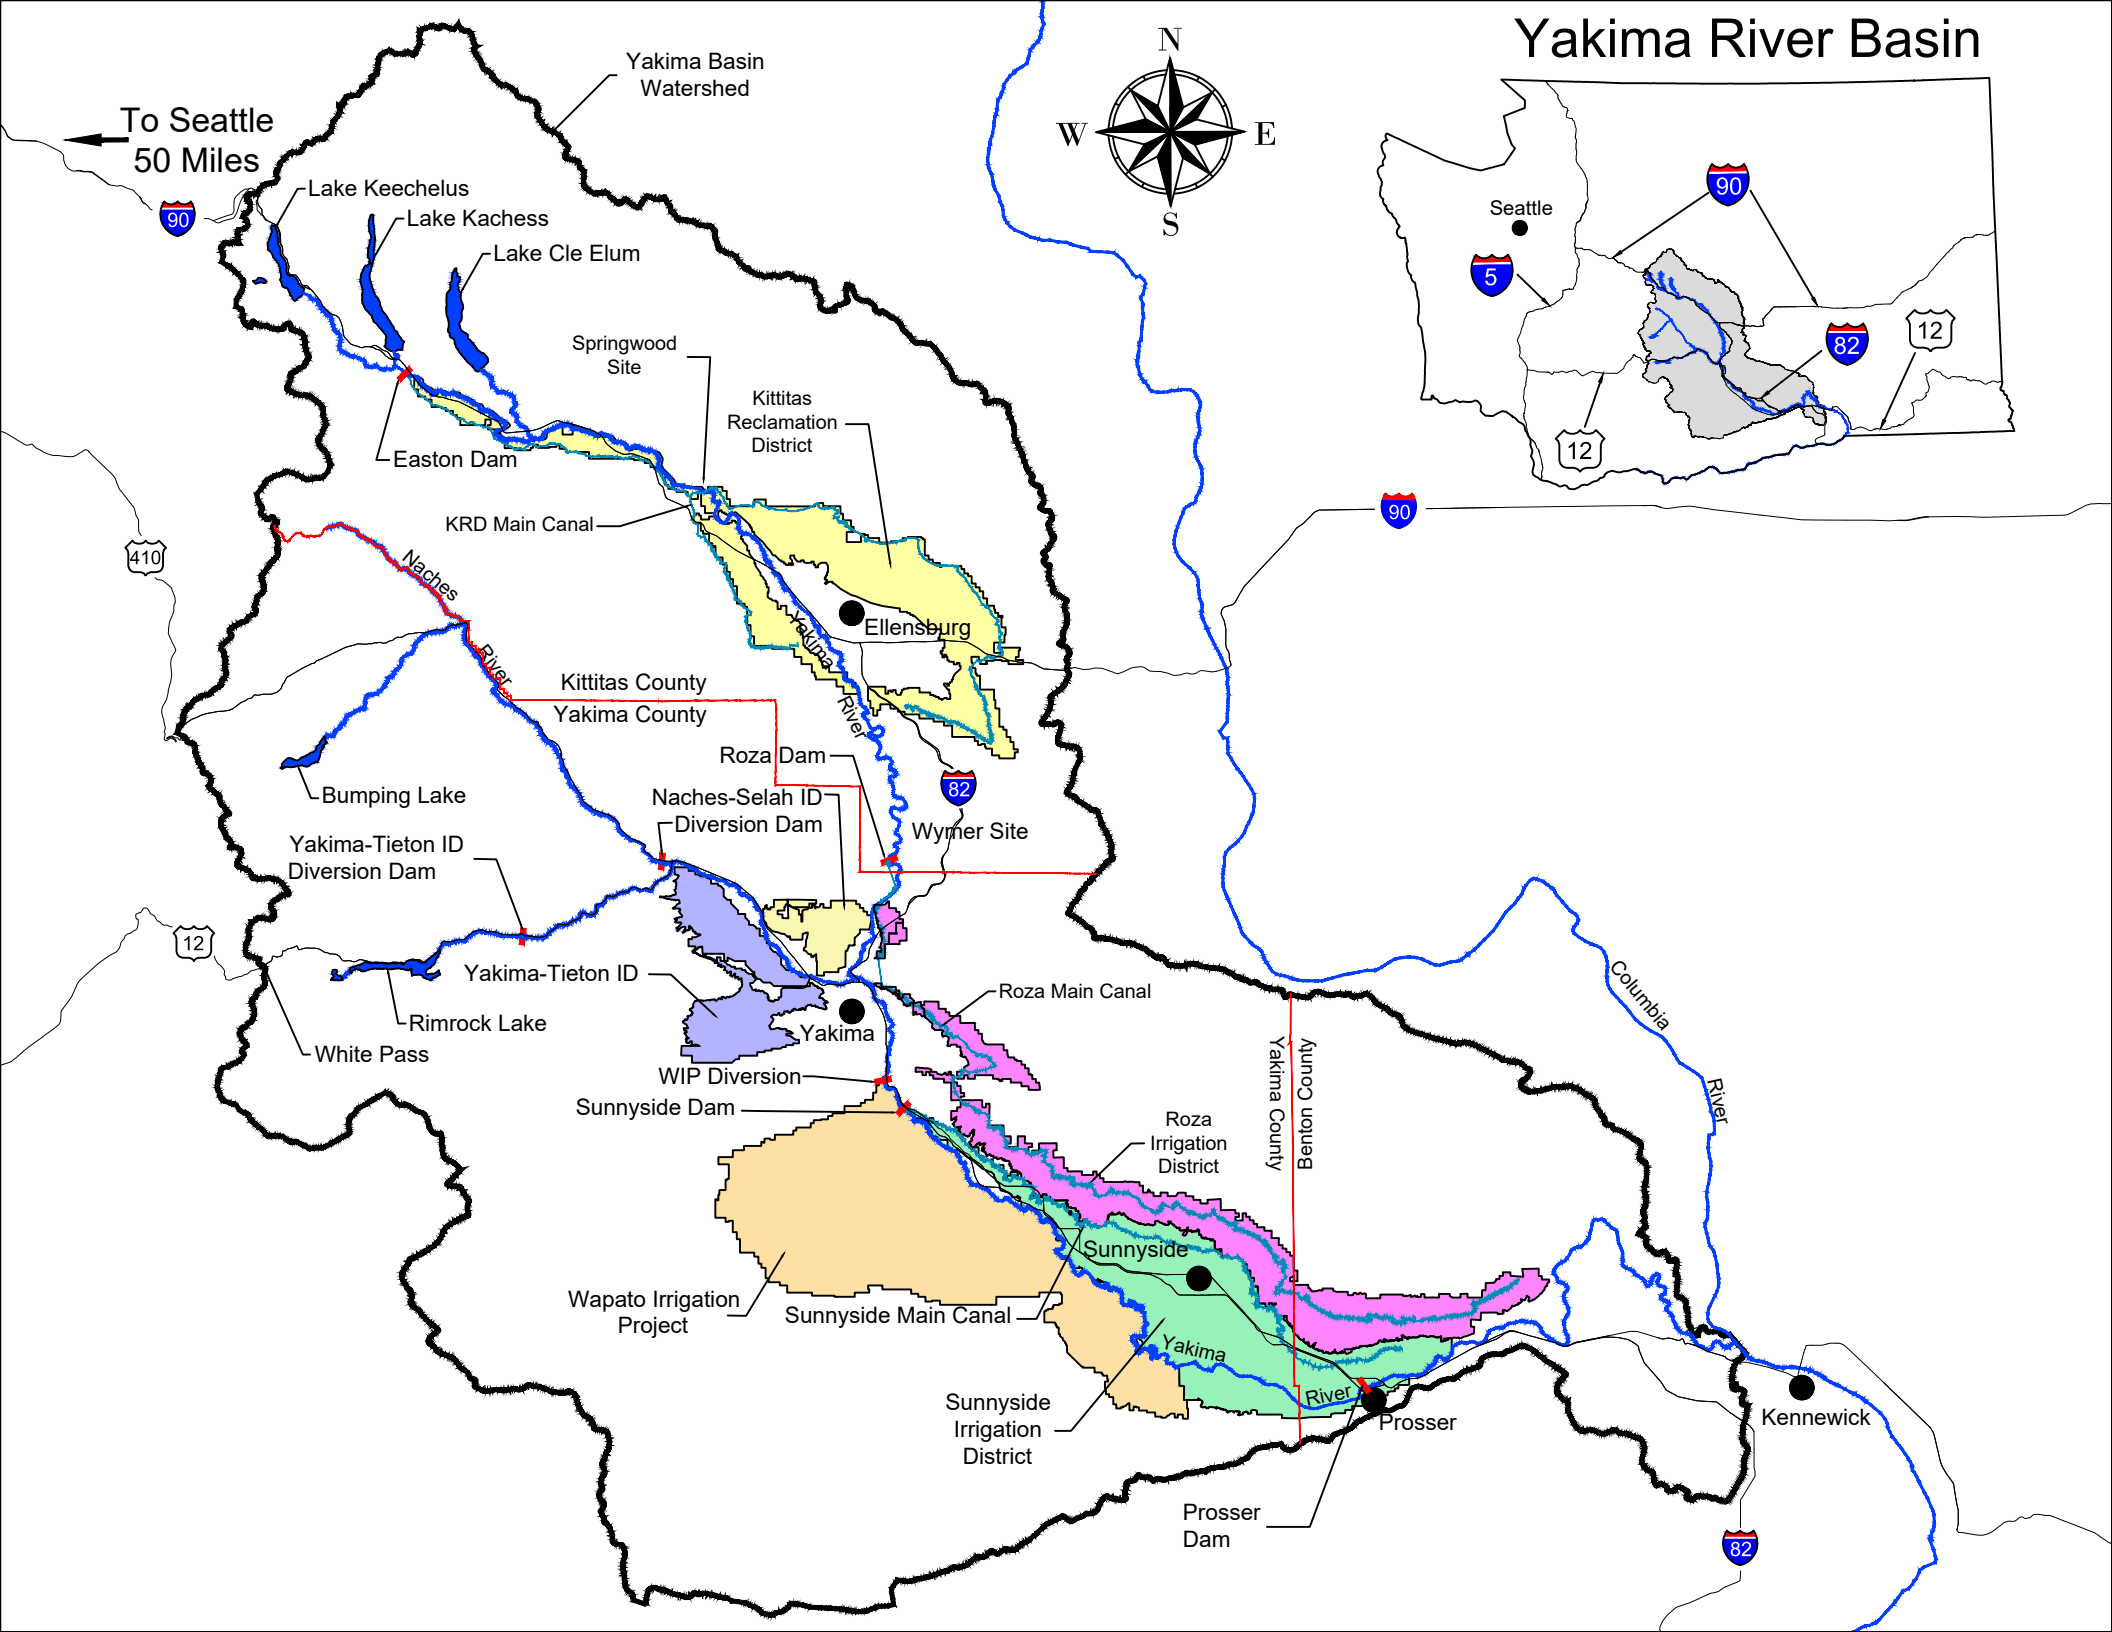 Yakima River Basin
Yakima Basin
Watershed
N
W
E
S
To Seattle
50 Miles
90
Lake Keechelus
Lake Kachess
Lake Cle Elum
Seattle
90
5
82
12
12
Springwood
Site
Kittitas
Reclamation
District
Easton Dam
KRD Main Canal
90
410
Naches
River
Ellensburg
Yakima
River
Kittitas County
Yakima County
Roza Dam
82
Bumping Lake
Naches-Selah ID
Diversion Dam
Wymer Site
Yakima-Tieton ID
Diversion Dam
12
Yakima-Tieton ID
Rimrock Lake
White Pass
Yakima
Roza Main Canal
Columbia
River
WIP Diversion
Sunnyside Dam
Yakima County
Benton County
Roza
Irrigation
District
Sunnyside
Wapato Irrigation
Project
Sunnyside Main Canal
Yakima
River
Sunnyside
Irrigation
District
Prosser
Kennewick
Prosser
Dam
82